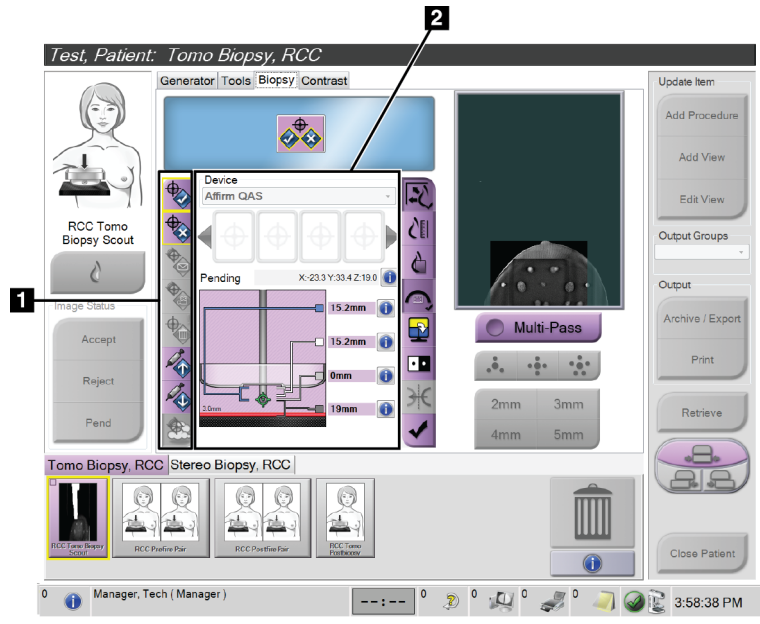 2
Test, Patient: Tomo Biopsy, RCC
Generator Tools Biopsy Contrast
Update Item
Add Procedure
Add View
Edit View
Device
Affirm QAS
RCC Tomo
Biopsy Scout
Output Groups
Pending X:-23.3 Y:33.4 Z:19.0
1
Image Status
15.2mm
Output
Archive / Export
Multi-Pass
Accept
15.2mm
Print
Reject
0mm
2mm 3mm
3.0mm
19mm
Retrieve
Pend
4mm 5mm
Tomo Biopsy, RCC Stereo Biopsy, RCC
RCC Tomo Biopsy
Scout
RCC Prefire Pair
RCC Postfire Pair
RCC Tomo
Postbiopsy
Close Patient
0 Manager, Tech ( Manager ) --:-- 0 0 0 0 3:58:38 PM